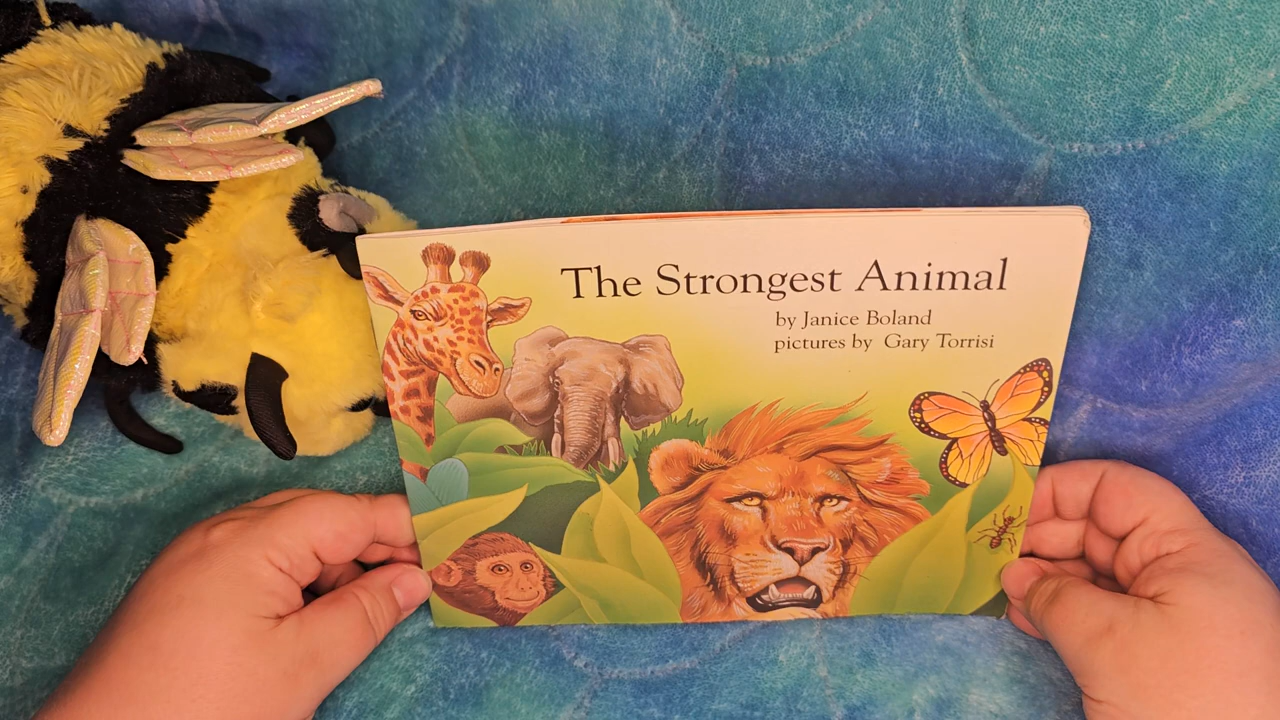 The Strongest Animal
by Janice Boland
pictures by Gary Torrisi